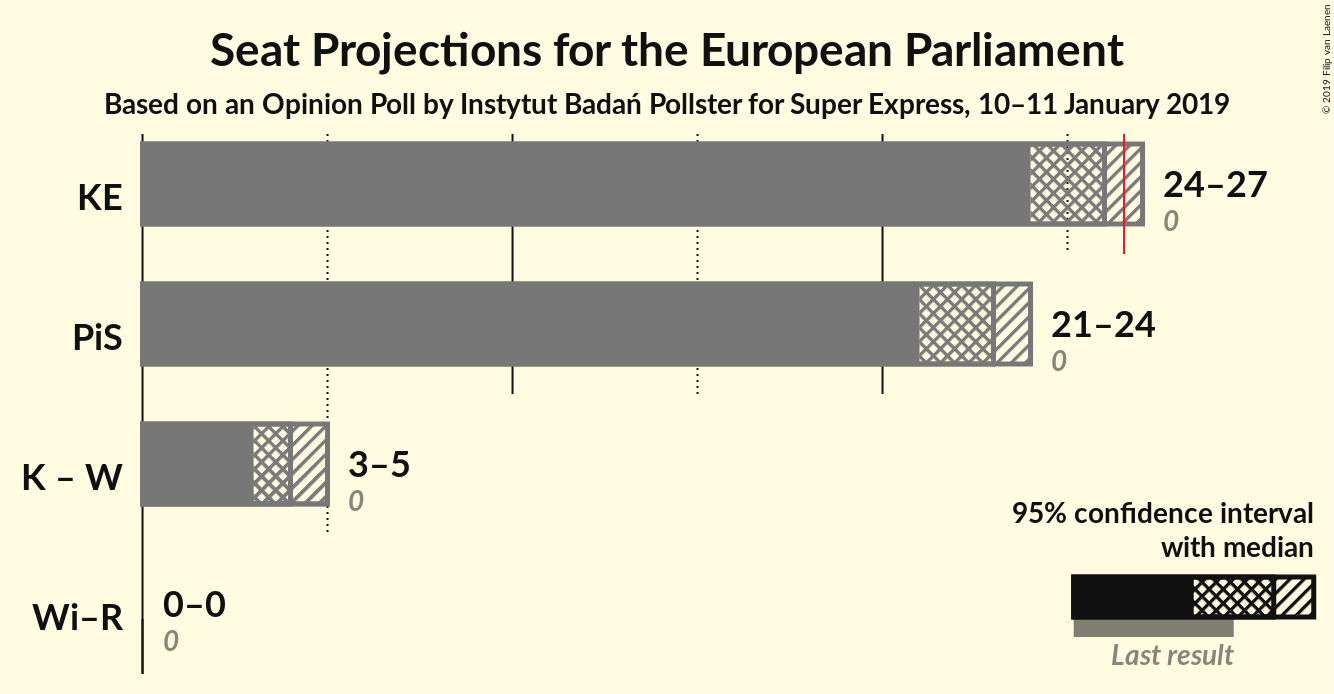 Seat Projections for the European Parliament
Based on an Opinion Poll by Instytut Badań Pollster for Super Express, 10–11 January 2019
© 2019 Filip van Laenen
KE
24–27
0
PiS
21–24
0
K – W
3–5
0
Wi–R
0–0
0
95% confidence interval
with median
Last result